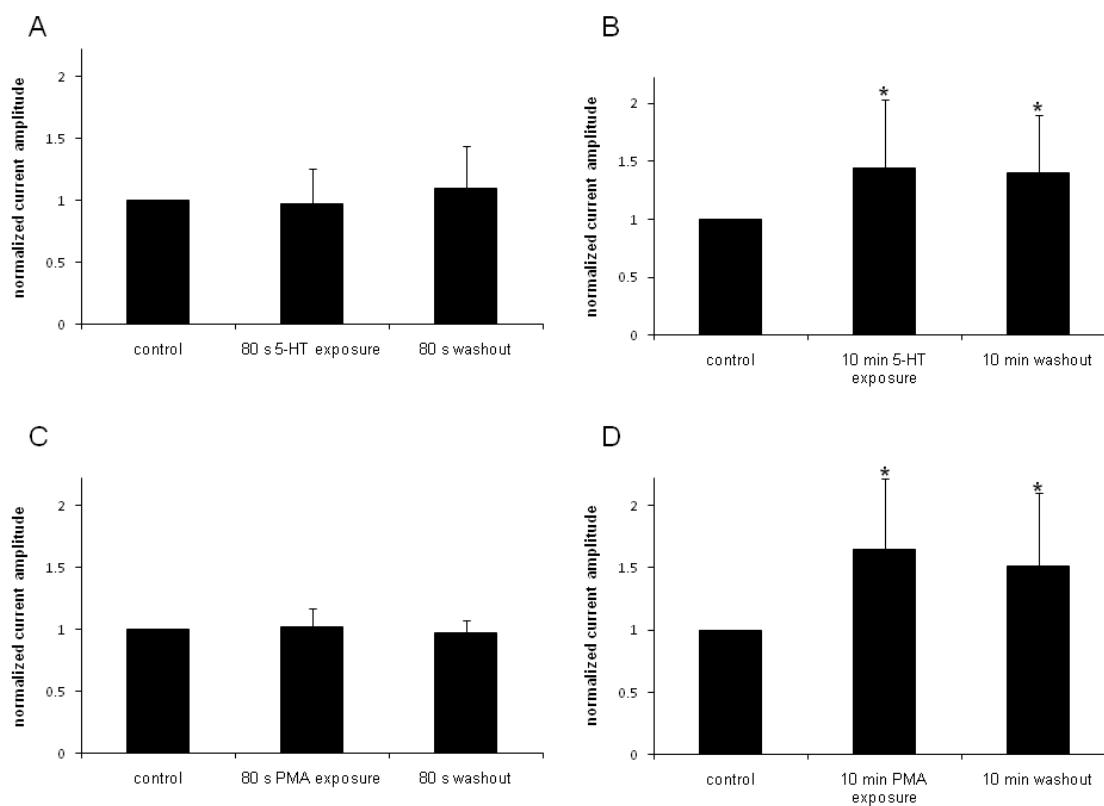 A
normalized current amplitude
2
1.5
1
0.5
0
control
80 s 5-HT exposure
80 s washout
B
normalized current amplitude
*
*
2
1.5
1
0.5
0
control
10 min 5-HT
exposure
10 min washout
C
normalized current amplitude
2
1.5
1
0.5
0
control
80 s PMA exposure
80 s washout
D
normalized current amplitude
*
*
2
1.5
1
0.5
0
control
10 min PMA
exposure
10 min washout